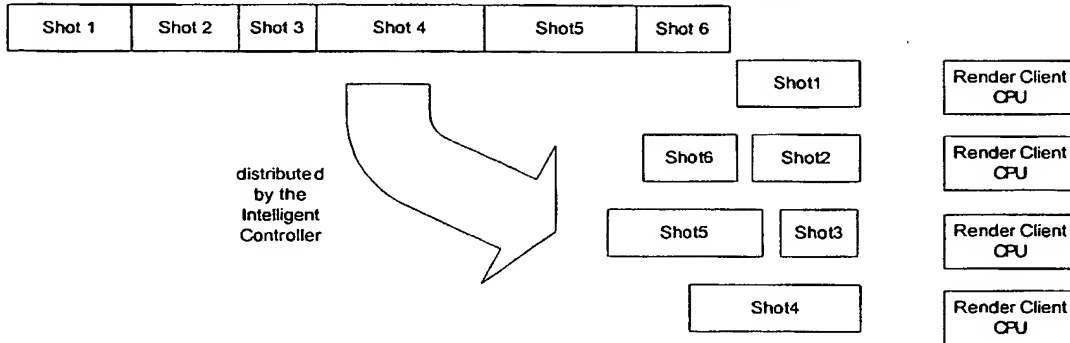 Shot 1
Shot 2
Shot 3
Shot 4
Shot5
Shot 6
Shot1
Render Client
CPU
Shot6
Shot2
Render Client
CPU
distributed
by the
Intelligent
Controller
Shot5
Shot3
Render Client
CPU
Shot4
Render Client
CPU